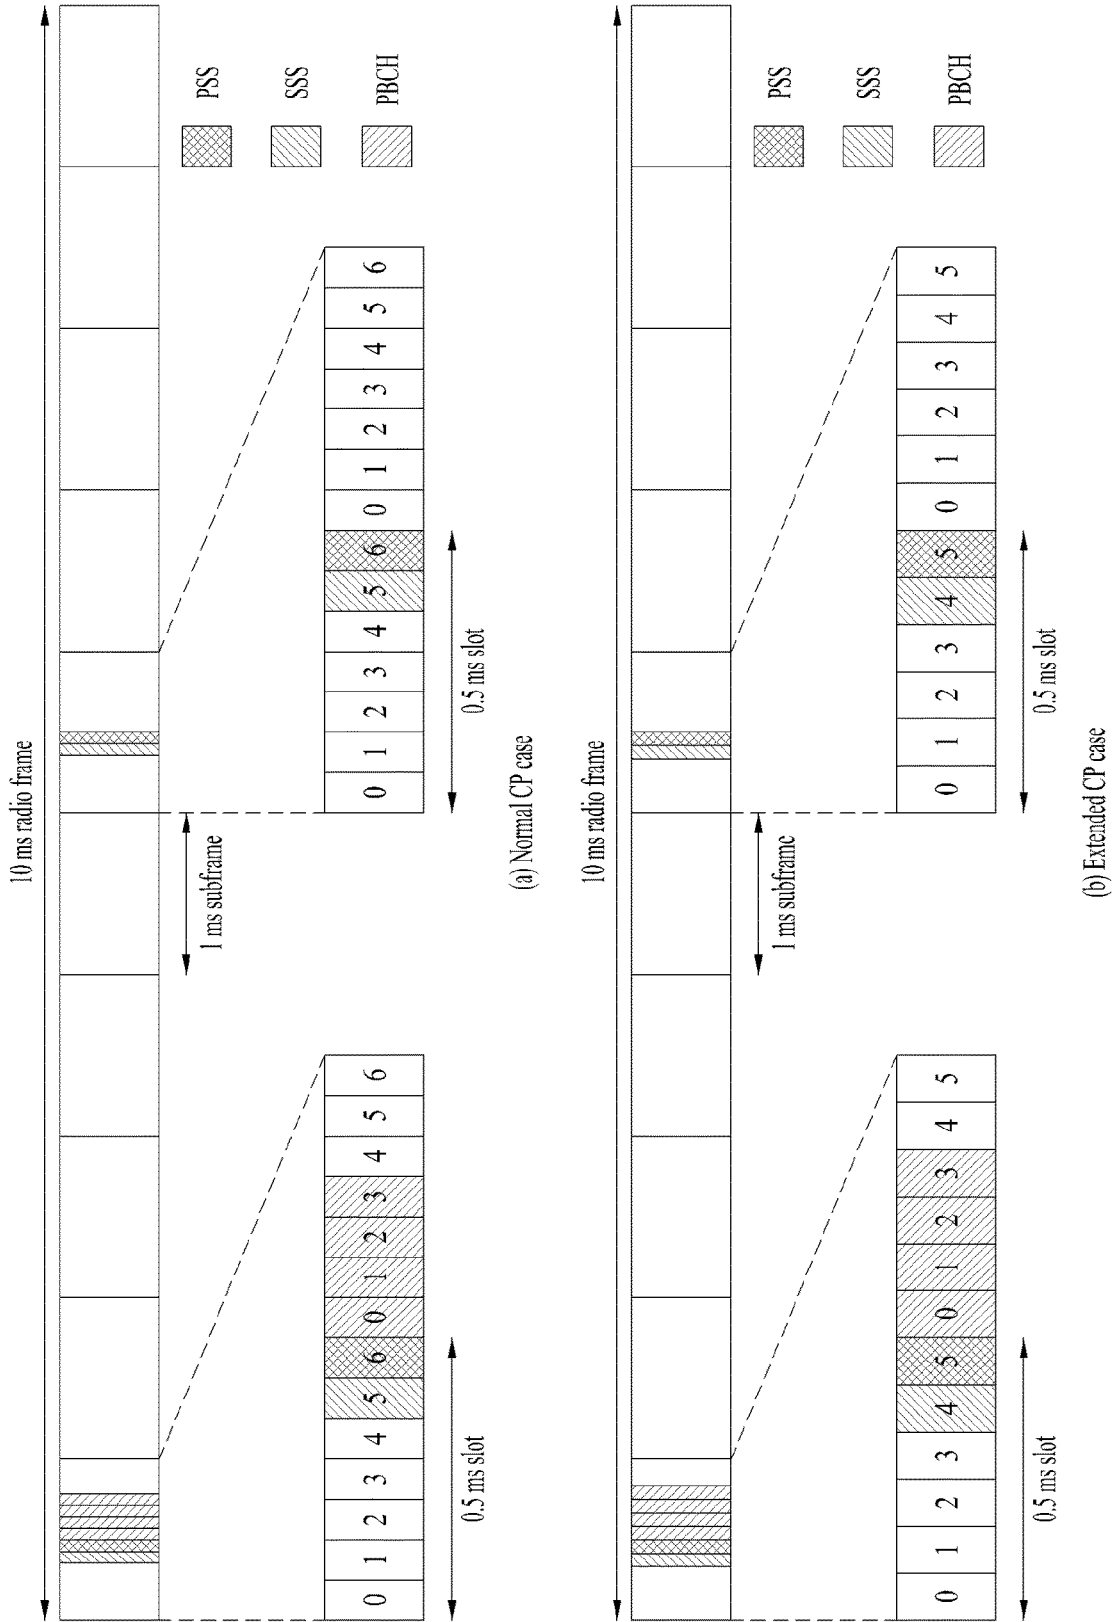 10 ms radio frame
PSS
SSS
PBCH
1 ms subframe
0 1 2 3 4 5 6 0 1 2 3 4 5 6
0 1 2 3 4 5 6 0 1 2 3 4 5 6
0.5 ms slot
0.5 ms slot
(a) Normal CP case
10 ms radio frame
PSS
SSS
PBCH
1 ms subframe
0 1 2 3 4 5 0 1 2 3 4 5
0 1 2 3 4 5 0 1 2 3 4 5
0.5 ms slot
0.5 ms slot
(b) Extended CP case